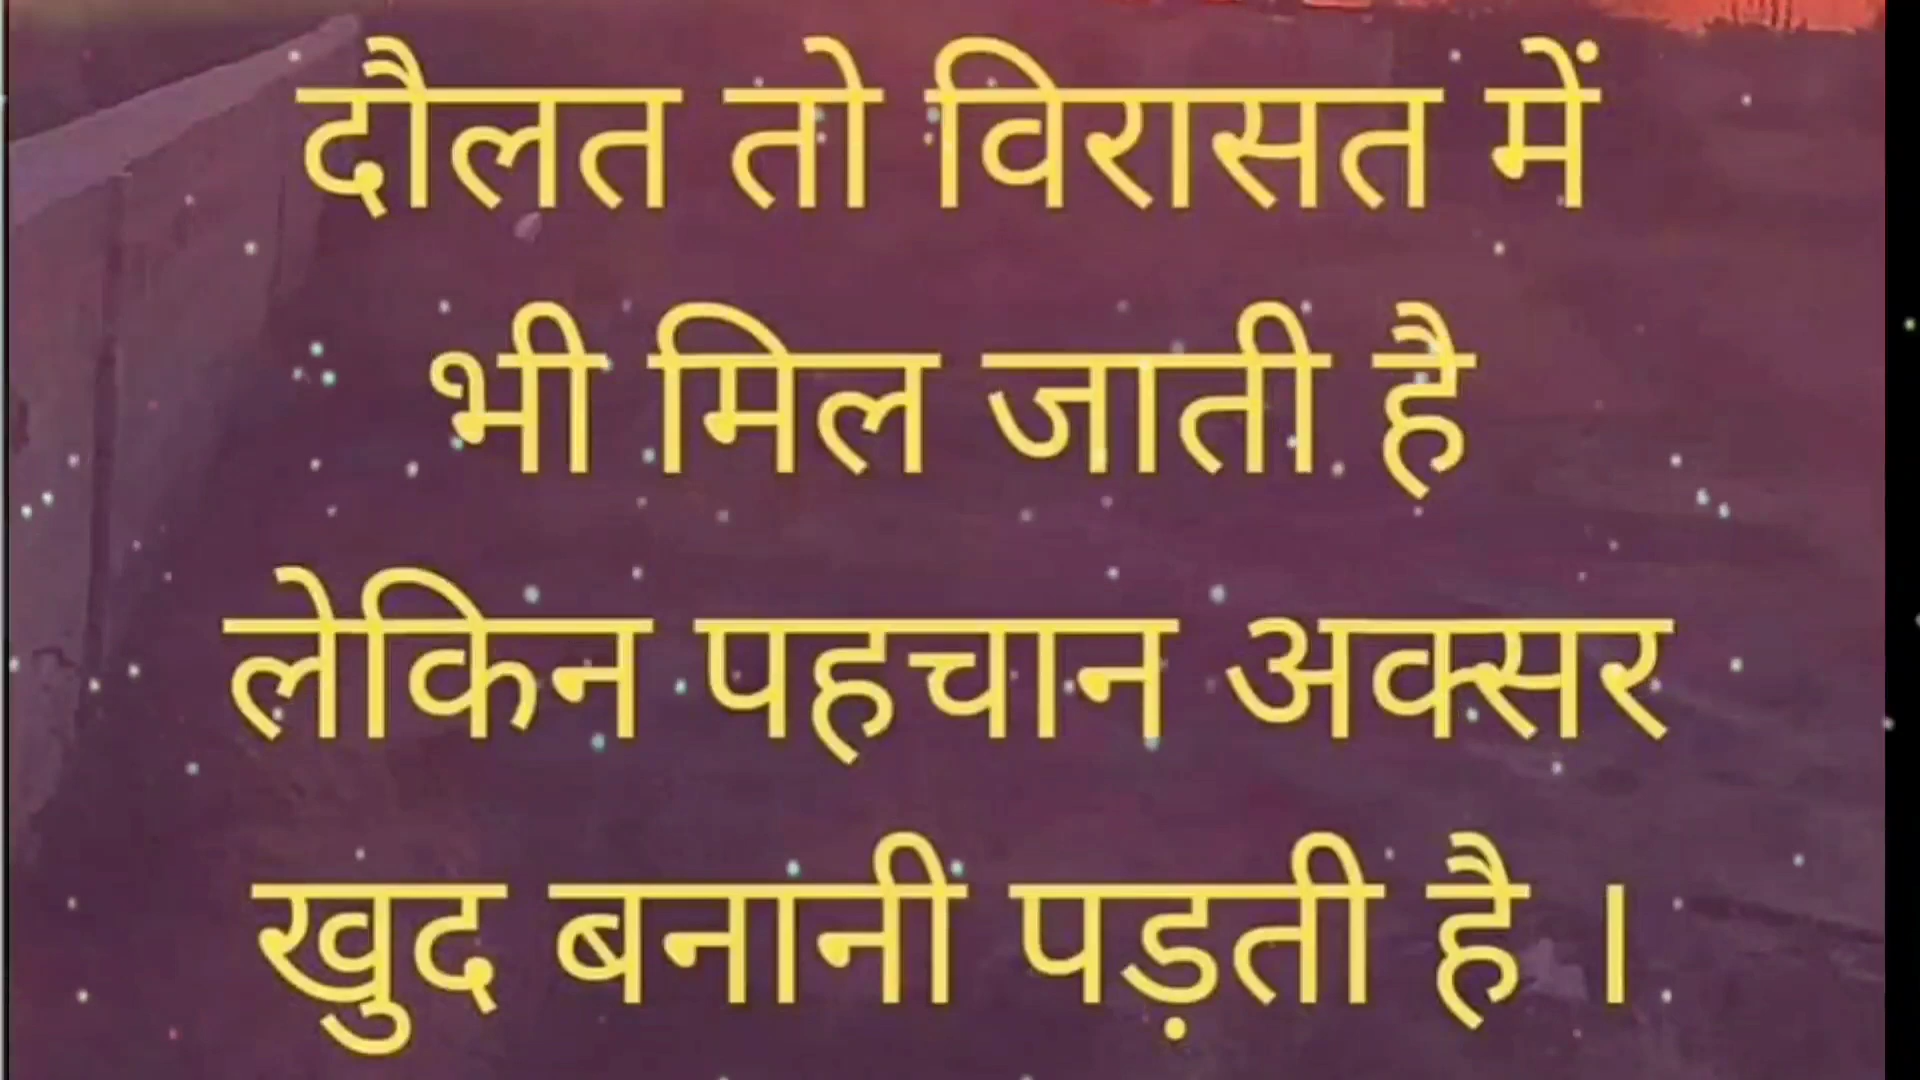 दौलत तो विरासत में
भी मिल जाती है
लेकिन पहचान अक्सर
खुद बनानी पड़ती है ।